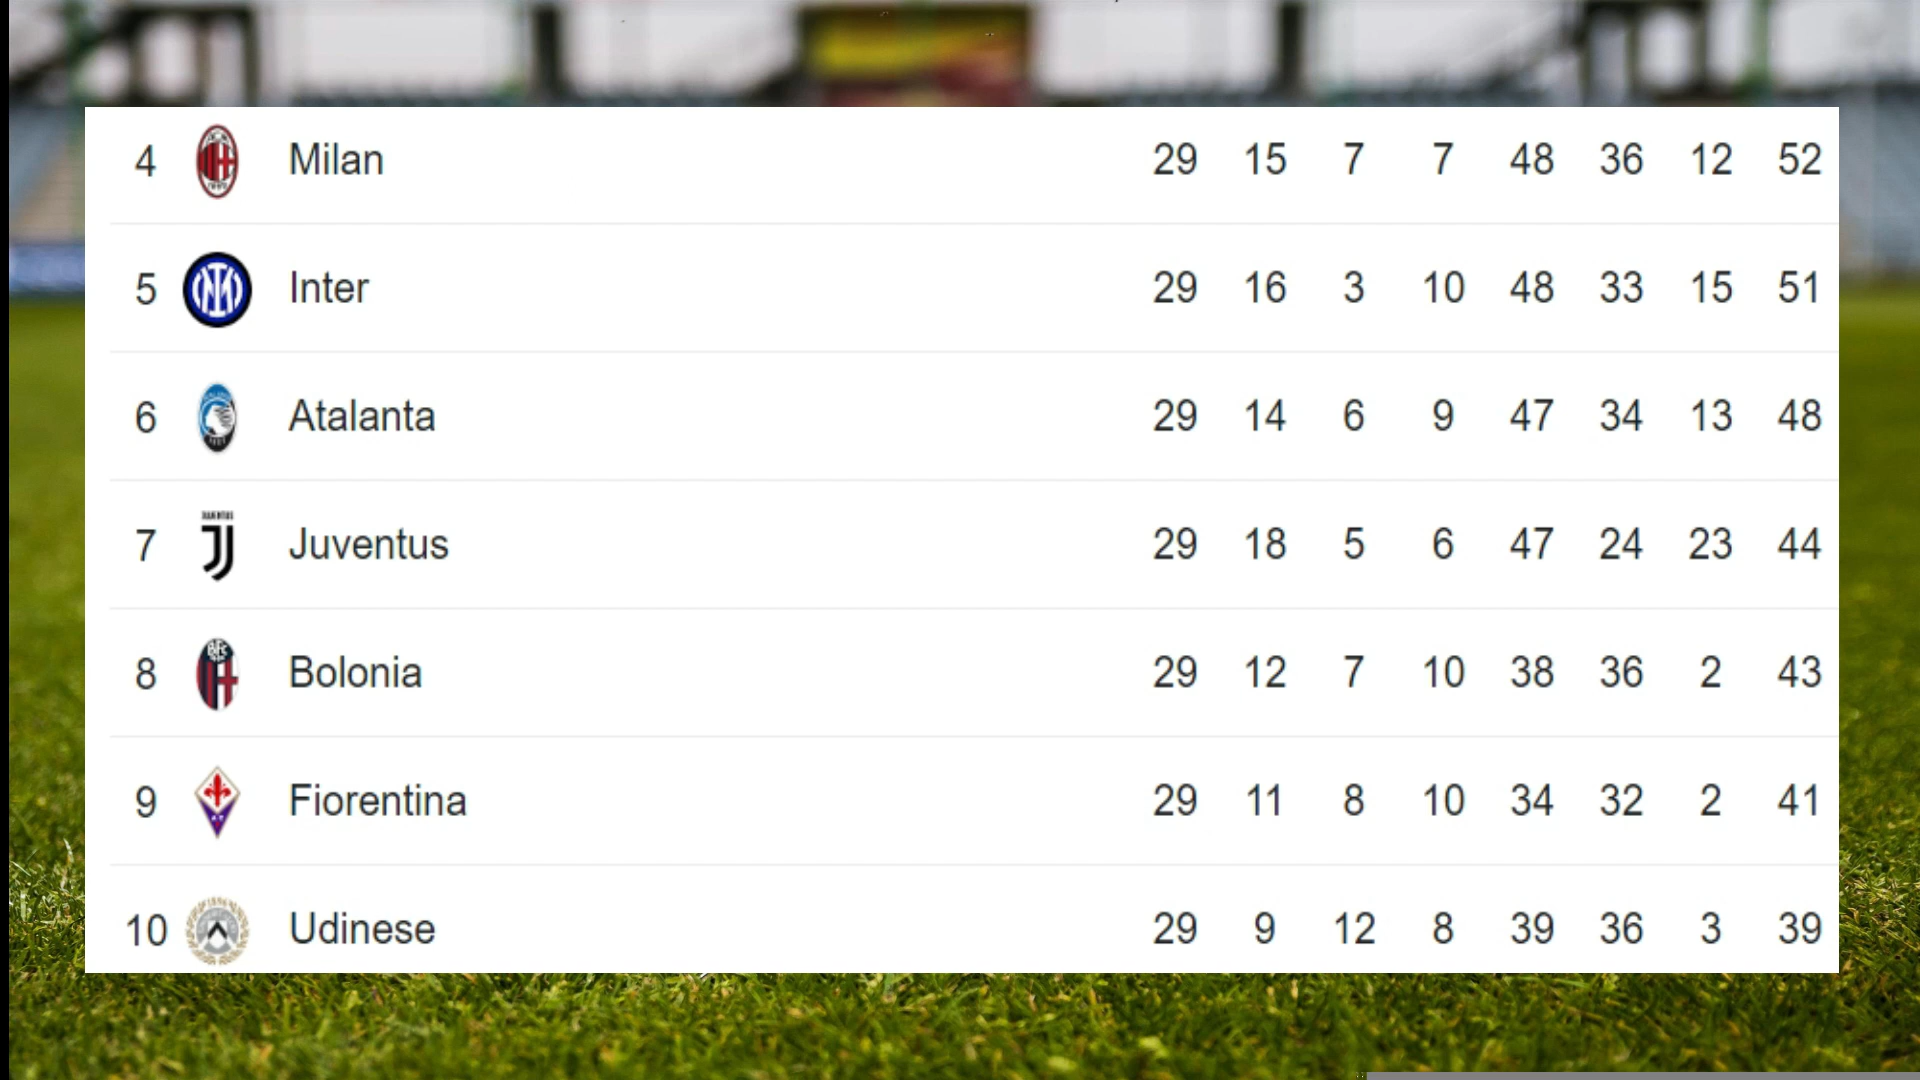 4 Milan 29 15 7 7 48 36 12 52
5 Inter 29 16 3 10 48 33 15 51
6 Atalanta 29 14 6 9 47 34 13 48
7 Juventus 29 18 5 6 47 24 23 44
8 Bolonia 29 12 7 10 38 36 2 43
9 Fiorentina 29 11 8 10 34 32 2 41
10 Udinese 29 9 12 8 39 36 3 39